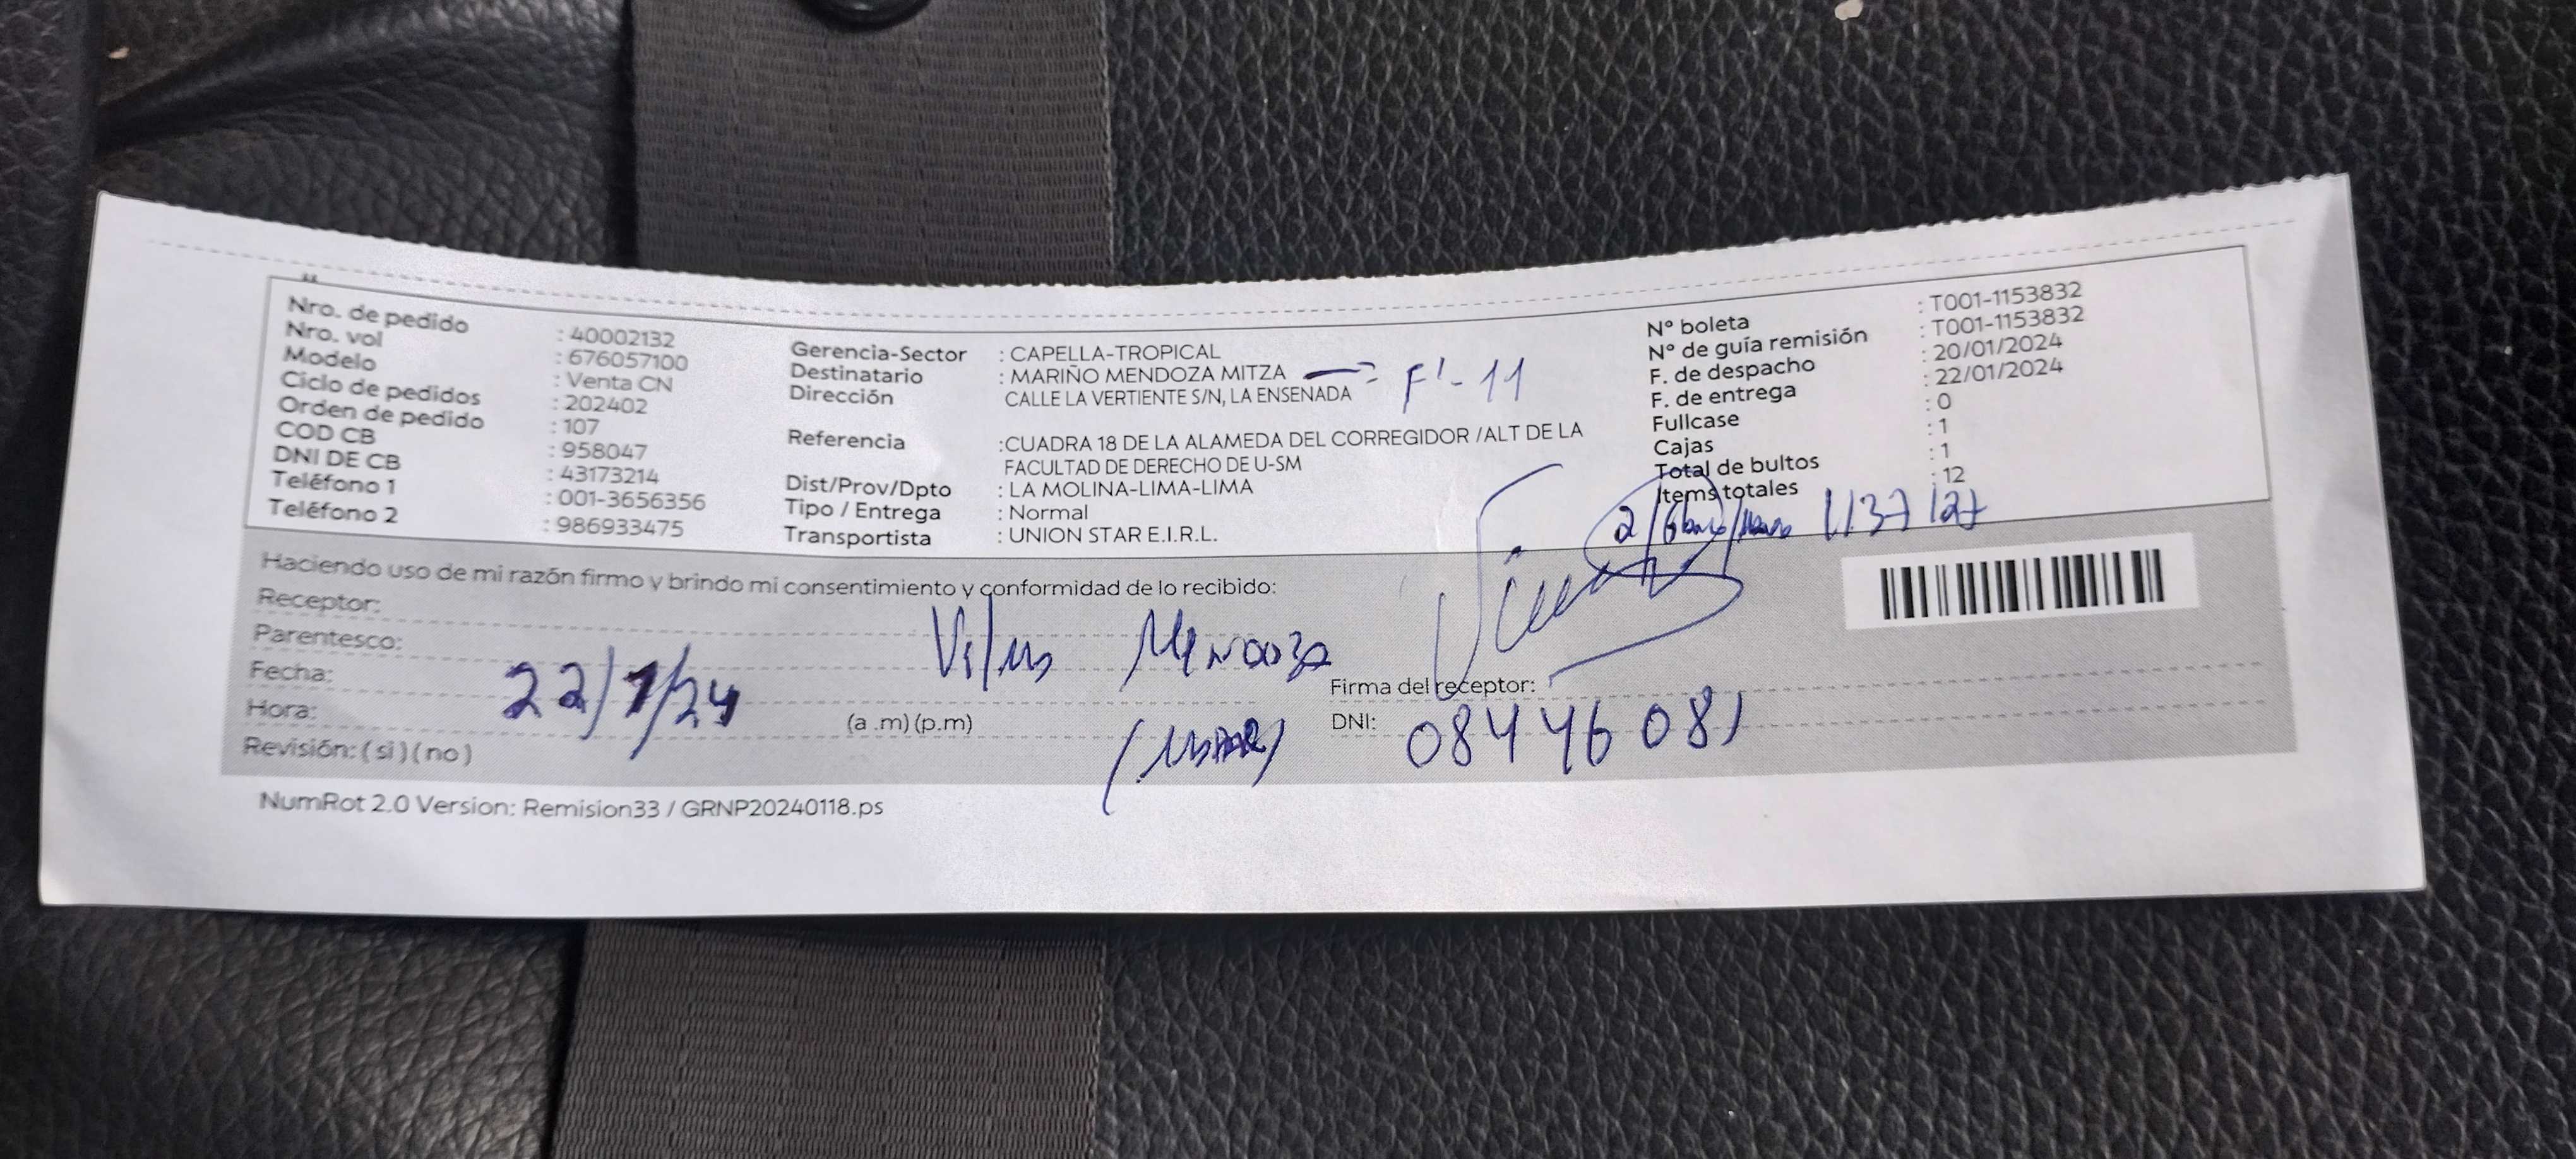 Nro. de pedido : 40002132
Nro. vol : 676057100
Modelo : Venta CN
Ciclo de pedidos : 202402
Orden de pedido : 107
COD CB : 958047
DNI DE CB : 43173214
Teléfono 1 : 001-3656356
Teléfono 2 : 986933475
Gerencia-Sector : CAPELLA-TROPICAL
Destinatario : MARIÑO MENDOZA MITZA
Dirección CALLE LA VERTIENTE S/N, LA ENSENADA
F'-11
Referencia :CUADRA 18 DE LA ALAMEDA DEL CORREGIDOR /ALT DE LA
FACULTAD DE DERECHO DE U-SM
Dist/Prov/Dpto : LA MOLINA-LIMA-LIMA
Tipo / Entrega : Normal
Transportista : UNION STAR E.I.R.L.
N° boleta : T001-1153832
N° de guía remisión : T001-1153832
F. de despacho : 20/01/2024
F. de entrega : 22/01/2024
Fullcase : 0
Cajas : 1
Total de bultos : 1
Items totales : 12
Haciendo uso de mi razón firmo y brindo mi consentimiento y conformidad de lo recibido:
Receptor:
Mendoza
Parentesco:
Fecha: 22/1/24
Firma del receptor:
Hora: (a .m) (p.m)
DNI: 08446081
Revisión: ( si ) ( no )
NumRot 2.0 Version: Remision33 / GRNP20240118.ps